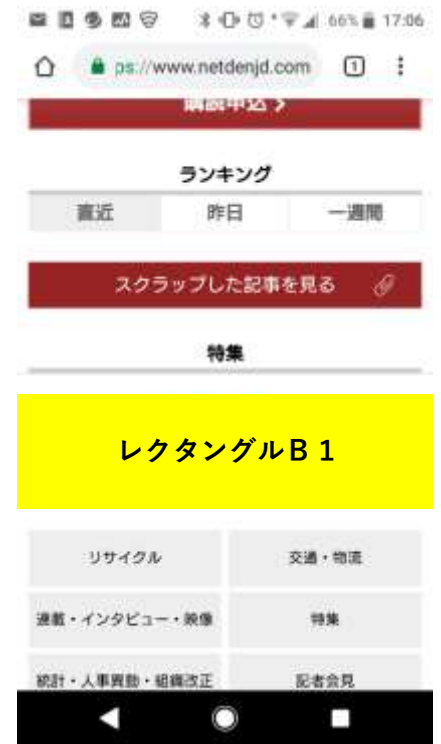 66% 17:06
ps://www.netdenjd.com 1
購読申込 >
ランキング
直近 昨日 一週間
スクラップした記事を見る
特集
レクタングルB1
リサイクル 交通・物流
連載・インタビュー・映像 特集
統計・人事異動・組織改正 記者会見